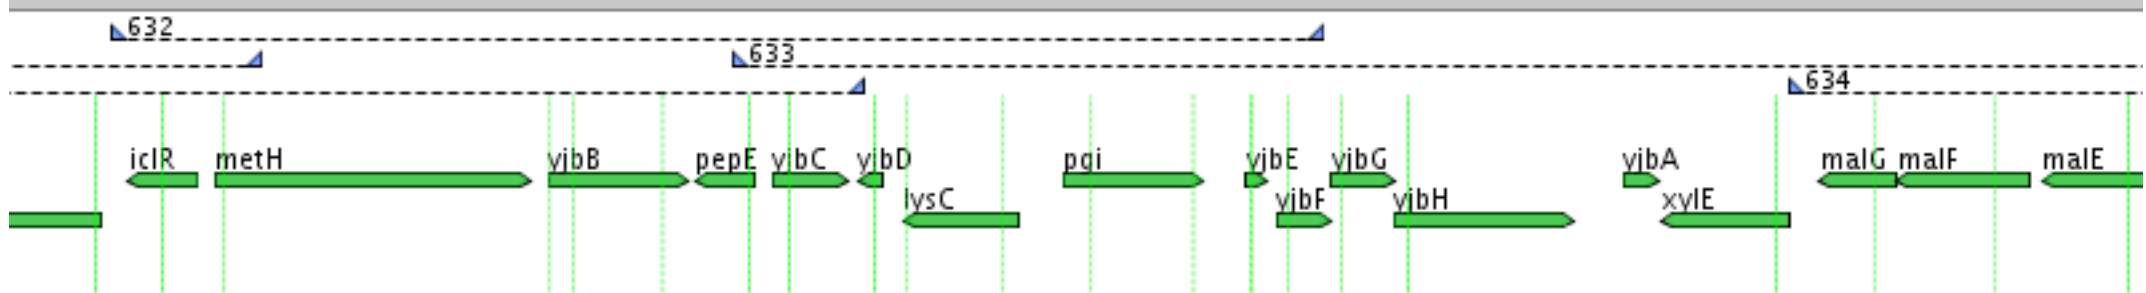 632
633
634
iclR metH yjbB pepE yjbC yjbD pgi yjbE yjbG yjbA malG malF malE
lysC yjbF yjbH xylE